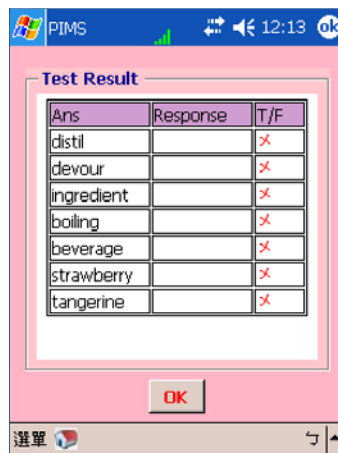 PIMS 12:13 ok
Test Result
Ans Response T/F
distil
devour
ingredient
boiling
beverage
strawberry
tangerine
OK
選單 ㄅ